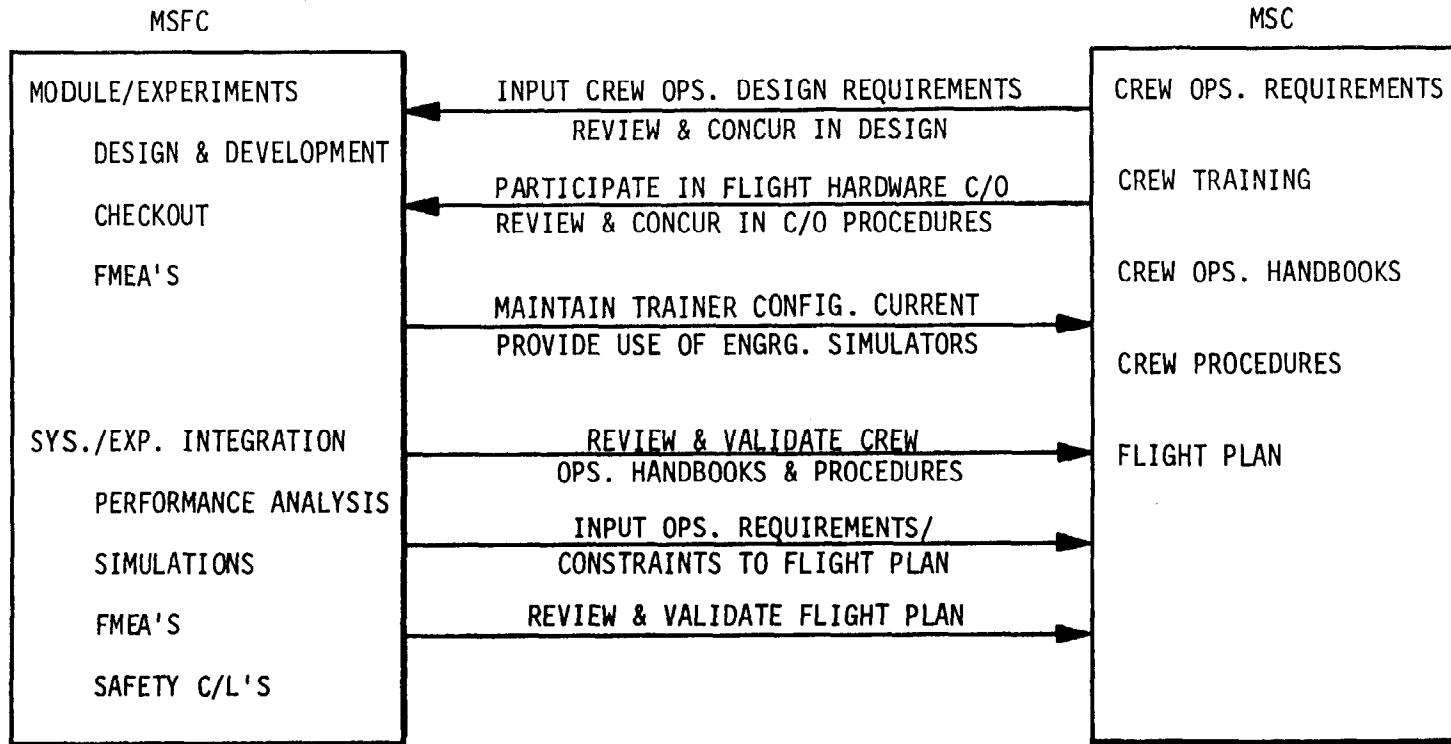 MSFC
MODULE/EXPERIMENTS
DESIGN & DEVELOPMENT
CHECKOUT
FMEA'S
SYS./EXP. INTEGRATION
PERFORMANCE ANALYSIS
SIMULATIONS
FMEA'S
SAFETY C/L'S
INPUT CREW OPS. DESIGN REQUIREMENTS
REVIEW & CONCUR IN DESIGN
PARTICIPATE IN FLIGHT HARDWARE C/O
REVIEW & CONCUR IN C/O PROCEDURES
MAINTAIN TRAINER CONFIG. CURRENT
PROVIDE USE OF ENGRG. SIMULATORS
REVIEW & VALIDATE CREW
OPS. HANDBOOKS & PROCEDURES
INPUT OPS. REQUIREMENTS/
CONSTRAINTS TO FLIGHT PLAN
REVIEW & VALIDATE FLIGHT PLAN
MSC
CREW OPS. REQUIREMENTS
CREW TRAINING
CREW OPS. HANDBOOKS
CREW PROCEDURES
FLIGHT PLAN